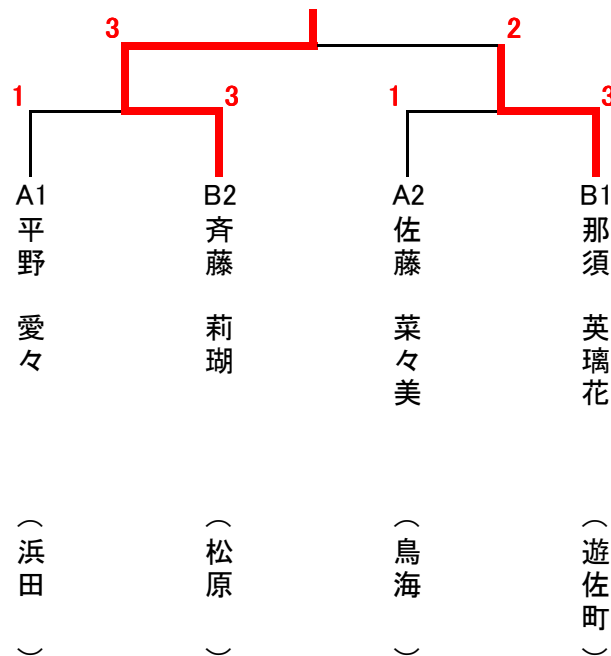 3
2
1
3
1
3
A1
B2
A2
B1
平野 愛々 (浜田)
斉藤 莉瑚 (松原)
佐藤 菜々美 (鳥海)
那須 英璃花 (遊佐町)